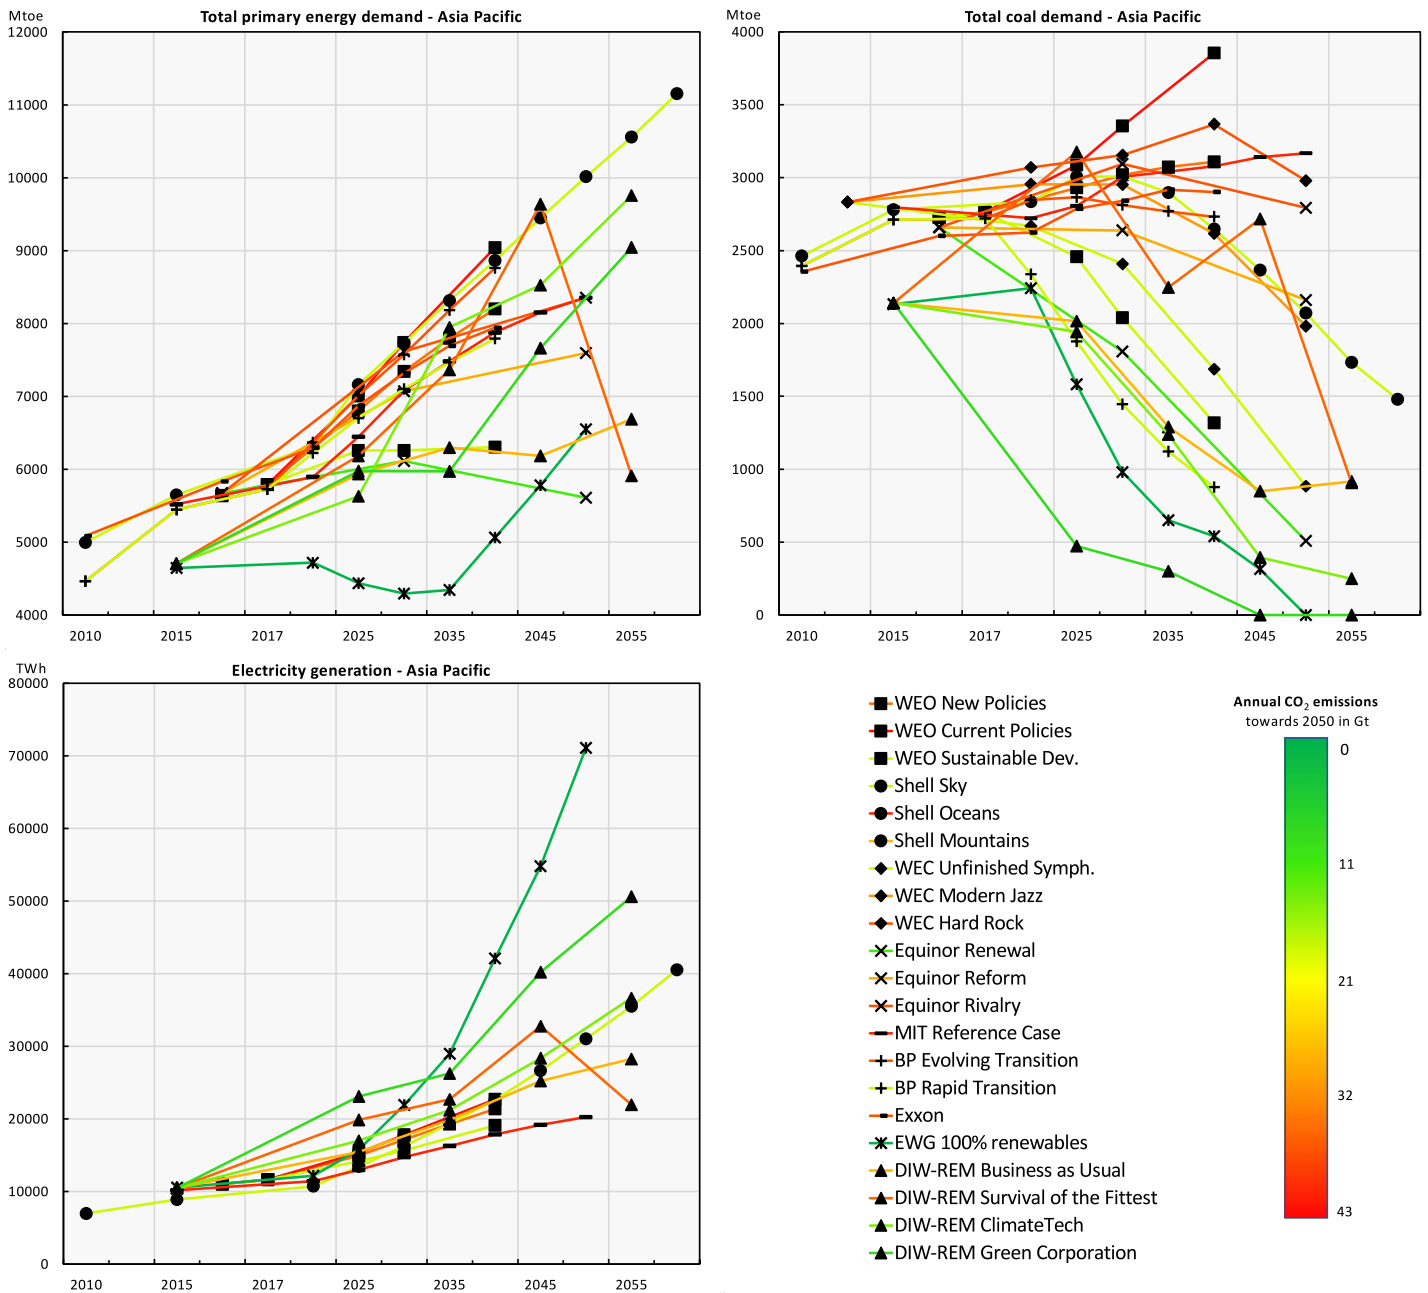 Mtoe
Total primary energy demand - Asia Pacific
12000
11000
10000
9000
8000
7000
6000
5000
4000
2010 2015 2017 2025 2035 2045 2055
Mtoe
Total coal demand - Asia Pacific
4000
3500
3000
2500
2000
1500
1000
500
0
2010 2015 2017 2025 2035 2045 2055
TWh
Electricity generation - Asia Pacific
80000
70000
60000
50000
40000
30000
20000
10000
0
2010 2015 2017 2025 2035 2045 2055
WEO New Policies
WEO Current Policies
WEO Sustainable Dev.
Shell Sky
Shell Oceans
Shell Mountains
WEC Unfinished Symph.
WEC Modern Jazz
WEC Hard Rock
Equinor Renewal
Equinor Reform
Equinor Rivalry
MIT Reference Case
BP Evolving Transition
BP Rapid Transition
Exxon
EWG 100% renewables
DIW-REM Business as Usual
DIW-REM Survival of the Fittest
DIW-REM ClimateTech
DIW-REM Green Corporation
Annual CO₂ emissions
towards 2050 in Gt
0
11
21
32
43